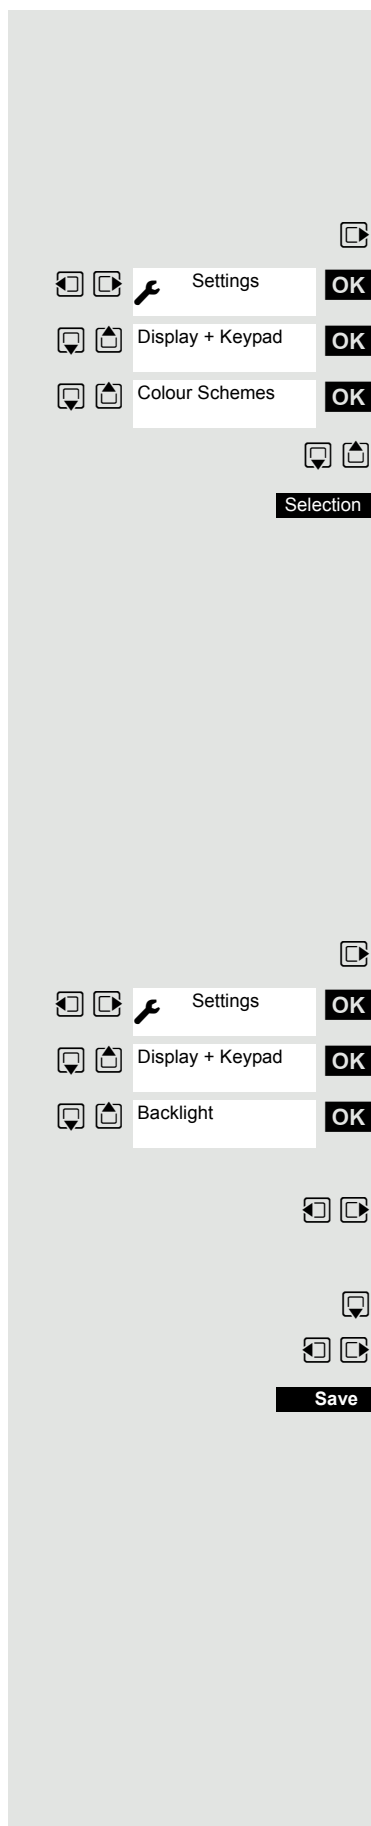 Settings OK
Display + Keypad OK
Colour Schemes OK
Selection
Settings OK
Display + Keypad OK
Backlight OK
Save